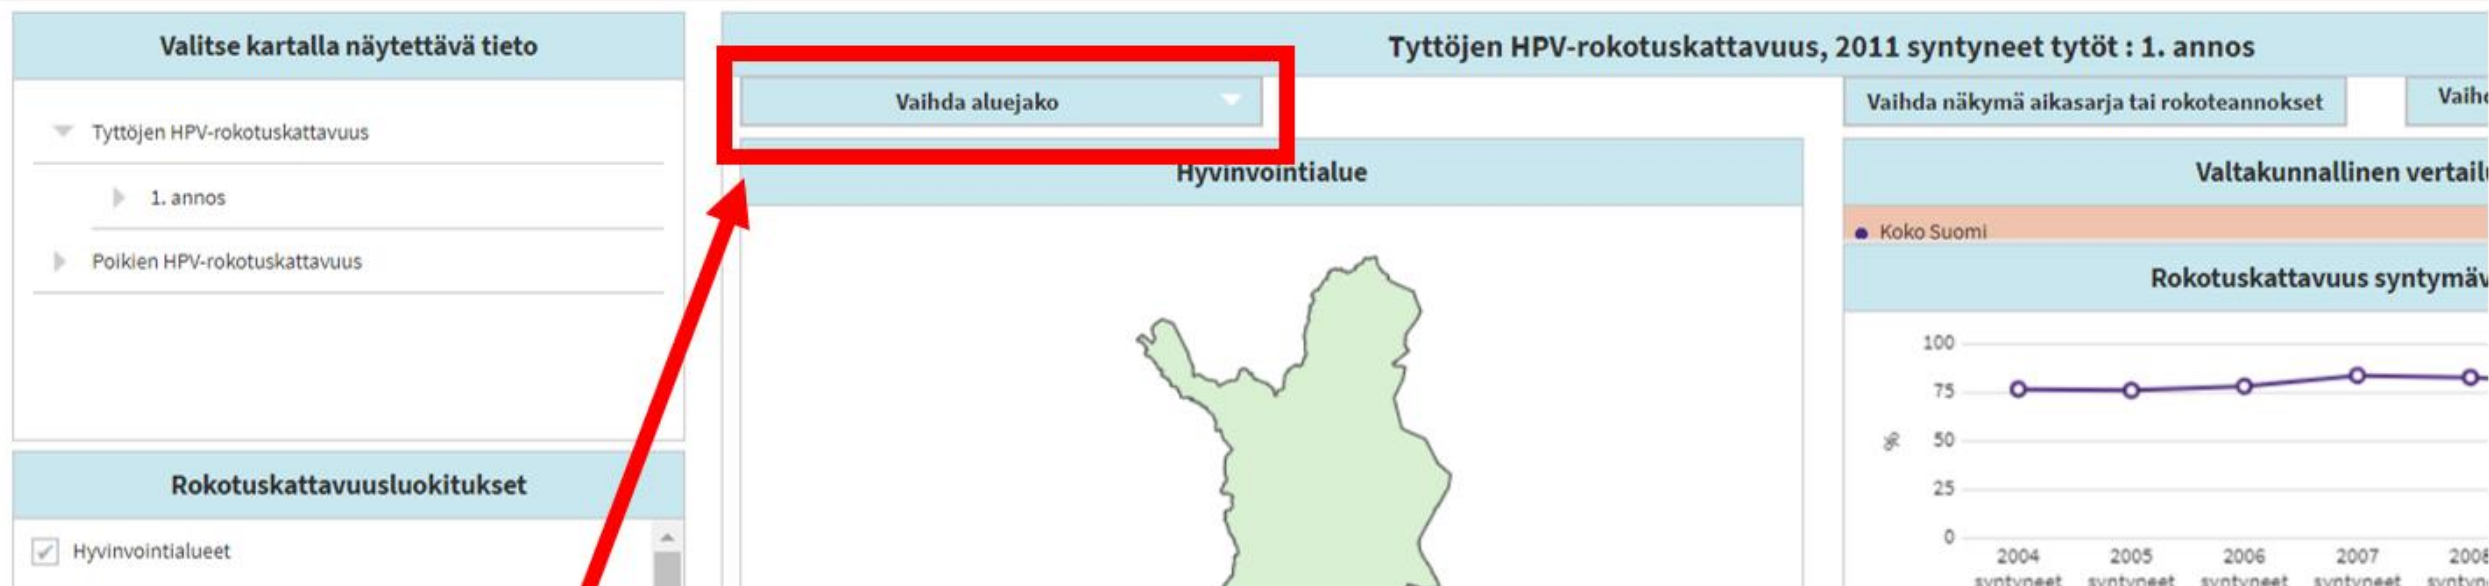 Valitse kartalla näytettävä tieto
Tyttöjen HPV-rokotuskattavuus
1. annos
Poikien HPV-rokotuskattavuus
Rokotuskattavuusluokitukset
Hyvinvointialueet
Tyttöjen HPV-rokotuskattavuus, 2011 syntyneet tytöt : 1. annos
Vaihda aluejako
Hyvinvointialue
Vaihda näkymä aikasarja tai rokoteannokset
Valtakunnallinen
Koko Suomi
Rokotuskattavuus
100
75
50
25
0
%
2004 2005 2006 2007 2008
syntyneet syntyneet syntyneet syntyneet